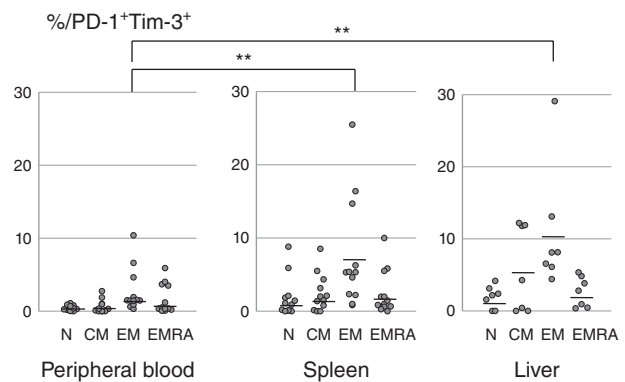 %/PD-1⁺Tim-3⁺
**
**
30 30 30
20 20 20
10 10 10
0 0 0
N CM EM EMRA N CM EM EMRA N CM EM EMRA
Peripheral blood Spleen Liver